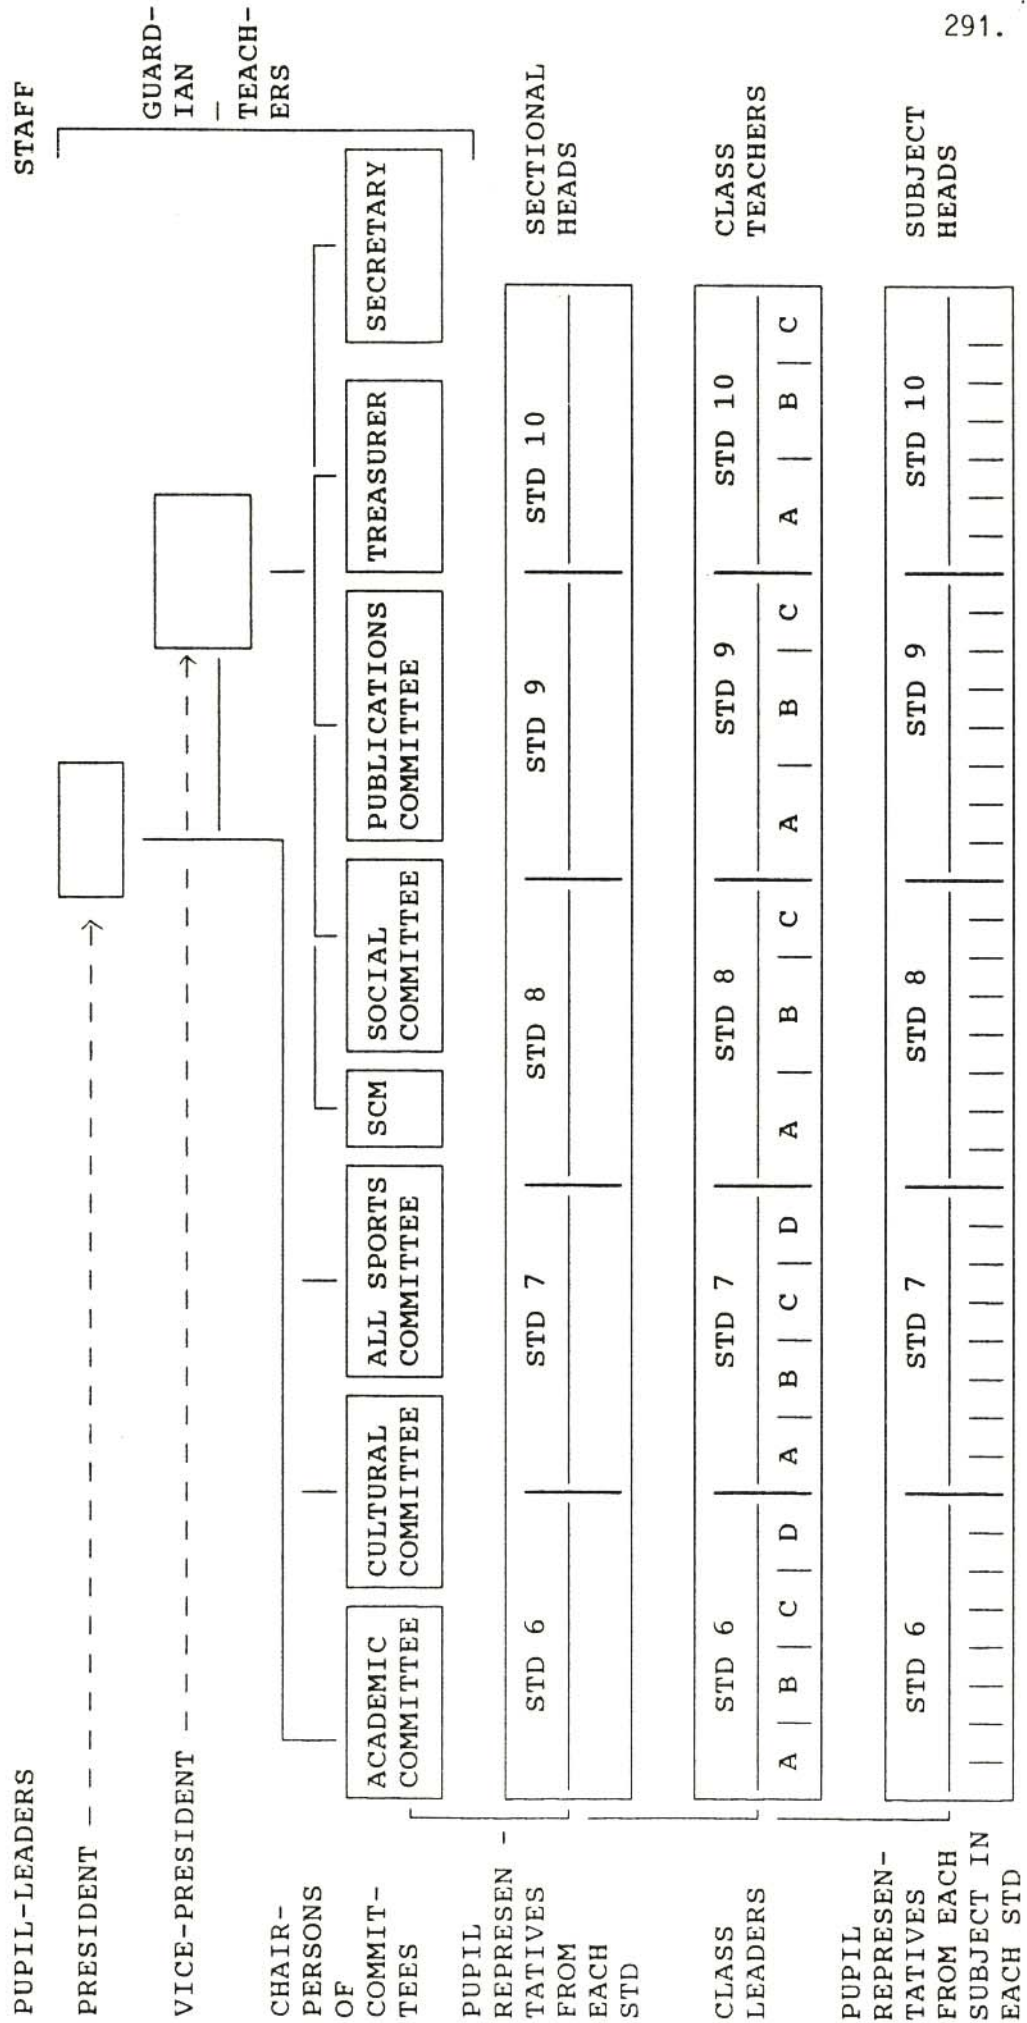 291.
PUPIL-LEADERS
STAFF
PRESIDENT
VICE-PRESIDENT
GUARD-
IAN
-
TEACH-
ERS
CHAIR-
PERSONS
OF
COMMIT-
TEES
ACADEMIC
COMMITTEE
CULTURAL
COMMITTEE
ALL SPORTS
COMMITTEE
SCM
SOCIAL
COMMITTEE
PUBLICATIONS
COMMITTEE
TREASURER
SECRETARY
PUPIL
REPRESEN-
TATIVES
FROM
EACH
STD
STD 6 STD 7 STD 8 STD 9 STD 10
SECTIONAL
HEADS
CLASS
LEADERS
STD 6 STD 7 STD 8 STD 9 STD 10
A | B | C | D A | B | C | D A | B | C A | B | C A | B | C
CLASS
TEACHERS
PUPIL
REPRESEN-
TATIVES
FROM EACH
SUBJECT IN
EACH STD
STD 6 STD 7 STD 8 STD 9 STD 10
SUBJECT
HEADS